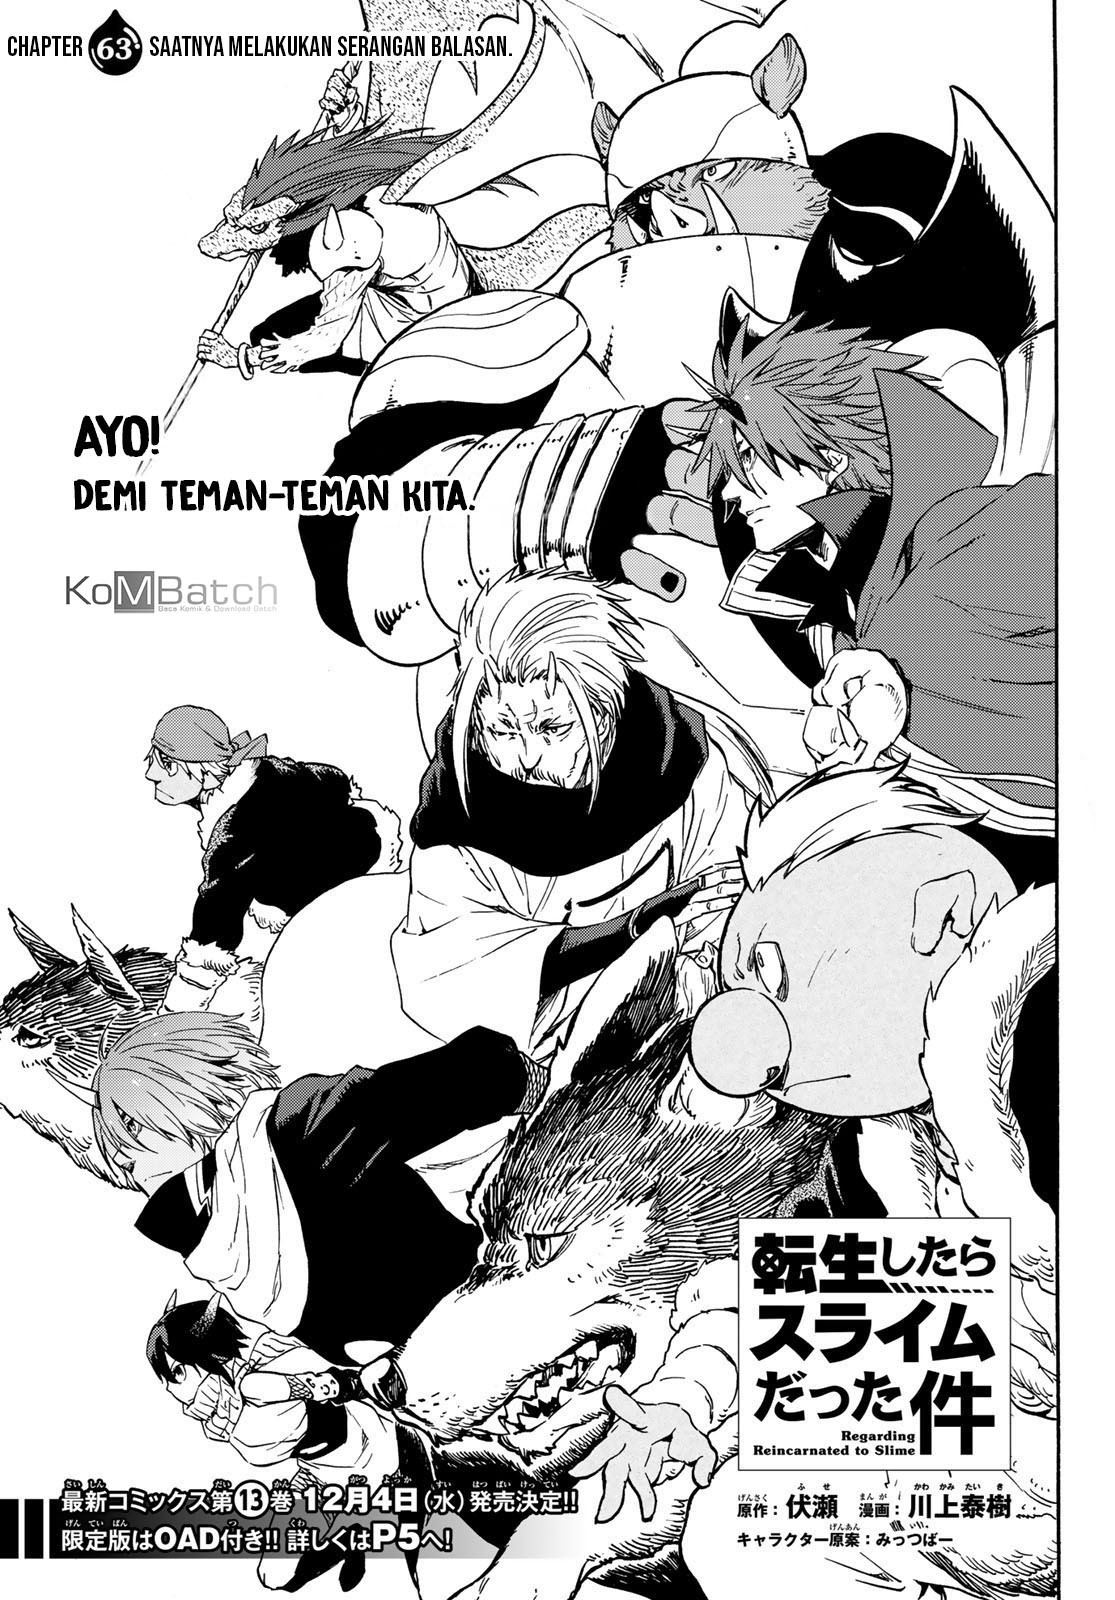 CHAPTER 63 SAATNYA MELAKUKAN SERANGAN BALASAN.
AYO!
DEMI TEMAN-TEMAN KITA.
KoMBatch
Baca Komik & Download Batch
転生したら
スライム
だった件
Regarding
Reincarnated to Slime
原作：伏瀬 漫画：川上泰樹
キャラクター原案：みっつばー
最新コミックス第⑬巻 12月4日（水）発売決定!!
限定版はOAD付き!! 詳しくはP5へ!